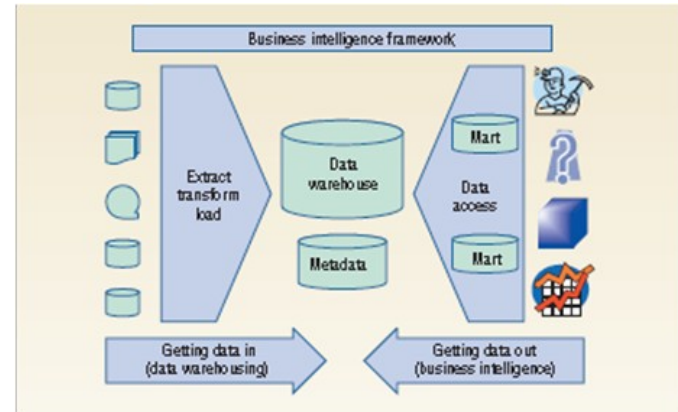 Business intelligence framework
Extract
transform
load
Data
warehouse
Metadata
Mart
Data
access
Mart
Getting data in
(data warehousing)
Getting data out
(business intelligence)